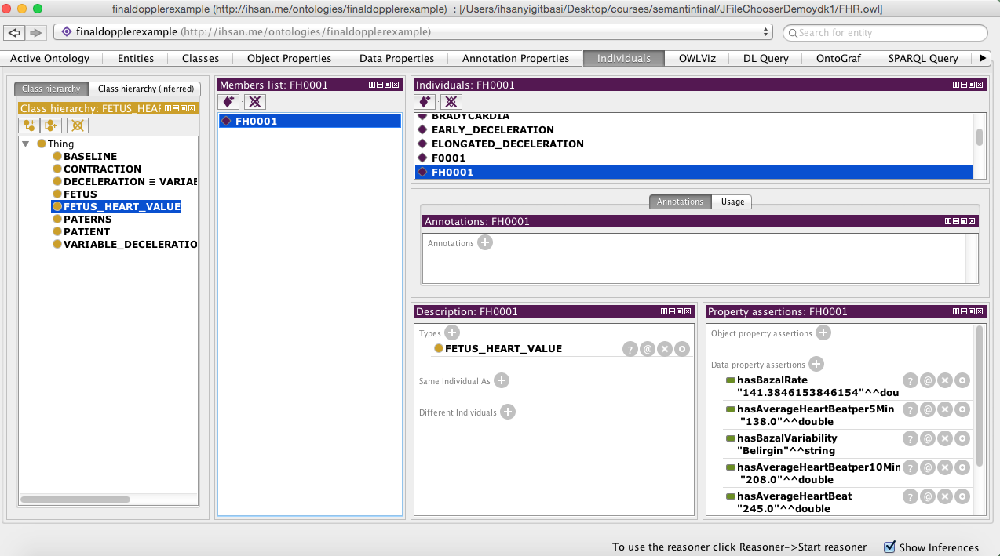 finaldopplerexample (http://ihsan.me/ontologies/finaldopplerexample) : [/Users/ihsanyigitbasi/Desktop/courses/semantinfinal/JFileChooserDemoydk1/FHR.owl]
finaldopplerexample (http://ihsan.me/ontologies/finaldopplerexample)
Search for entity
Active Ontology Entities Classes Object Properties Data Properties Annotation Properties Individuals OWLViz DL Query OntoGraf SPARQL Query
Class hierarchy Class hierarchy (inferred)
Class hierarchy: FETUS_HEAR
Thing
BASELINE
CONTRACTION
DECELERATION ≡ VARIAB
FETUS
FETUS_HEART_VALUE
PATERNS
PATIENT
VARIABLE_DECELERATIO
Members list: FH0001
FH0001
Individuals: FH0001
BRADYCARDIA
EARLY_DECELERATION
ELONGATED_DECELERATION
F0001
FH0001
Annotations Usage
Annotations: FH0001
Annotations
Description: FH0001
Types
FETUS_HEART_VALUE
Same Individual As
Different Individuals
Property assertions: FH0001
Object property assertions
Data property assertions
hasBazalRate
"141.3846153846154"^^dou
hasAverageHeartBeatper5Min
"138.0"^^double
hasBazalVariability
"Belirgin"^^string
hasAverageHeartBeatper10Min
"208.0"^^double
hasAverageHeartBeat
"245.0"^^double
To use the reasoner click Reasoner->Start reasoner Show Inferences